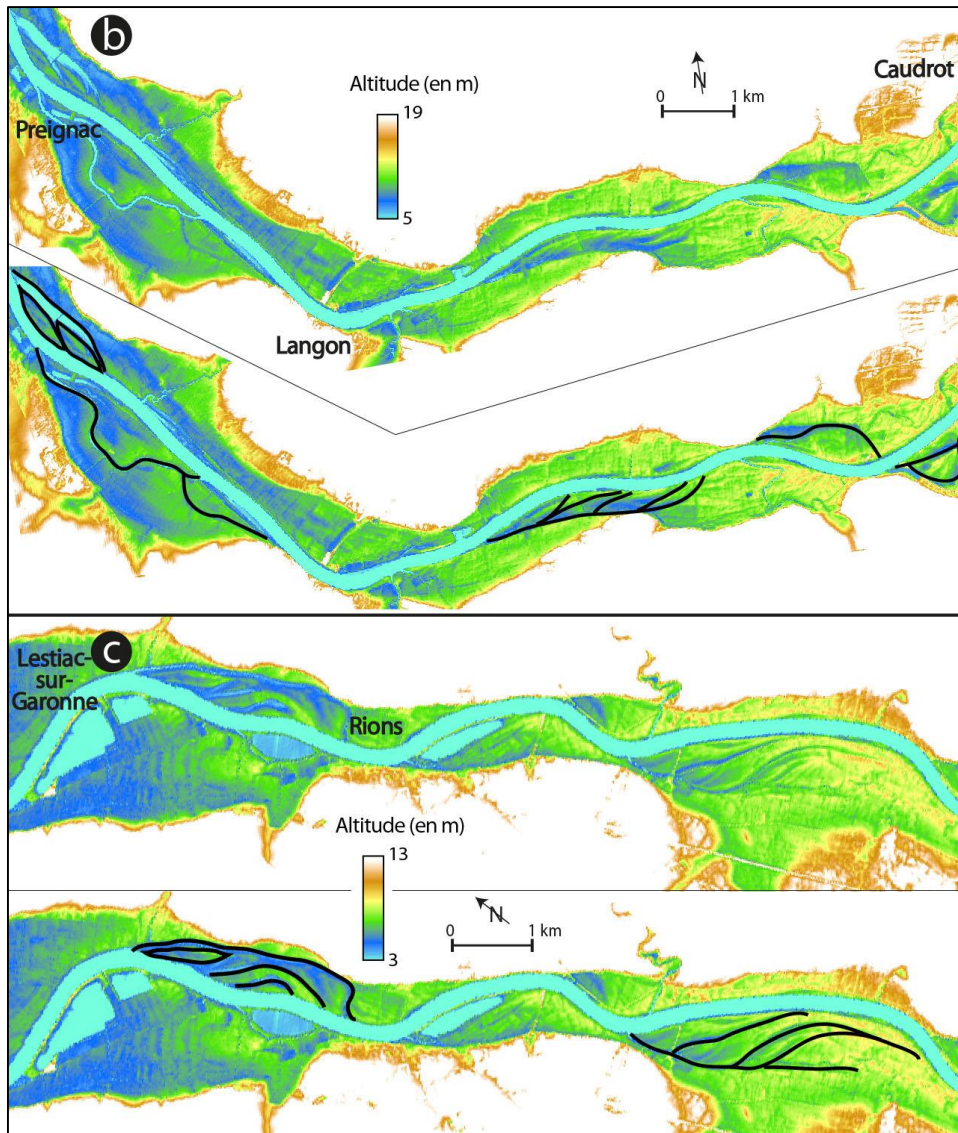 b
Caudrot
Altitude (en m)
19
5
N
0
1 km
Preignac
Langon
c
Lestiac-
sur-
Garonne
Rions
Altitude (en m)
13
3
N
0
1 km